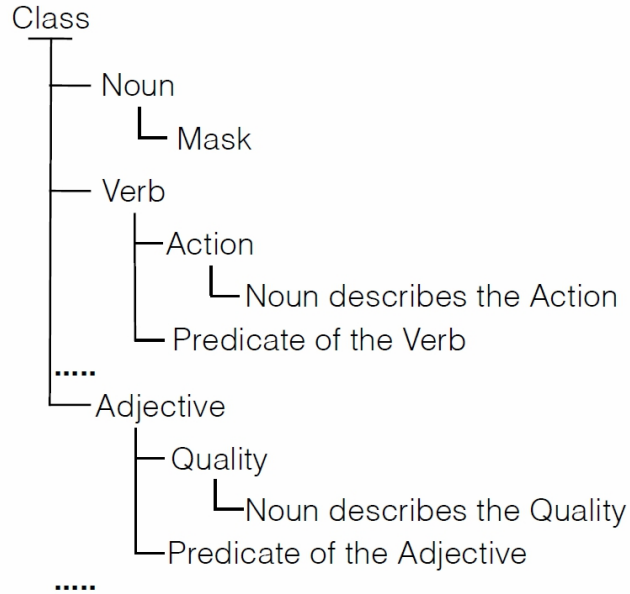 Class
Noun
Mask
Verb
Action
Noun describes the Action
Predicate of the Verb
.....
Adjective
Quality
Noun describes the Quality
Predicate of the Adjective
.....